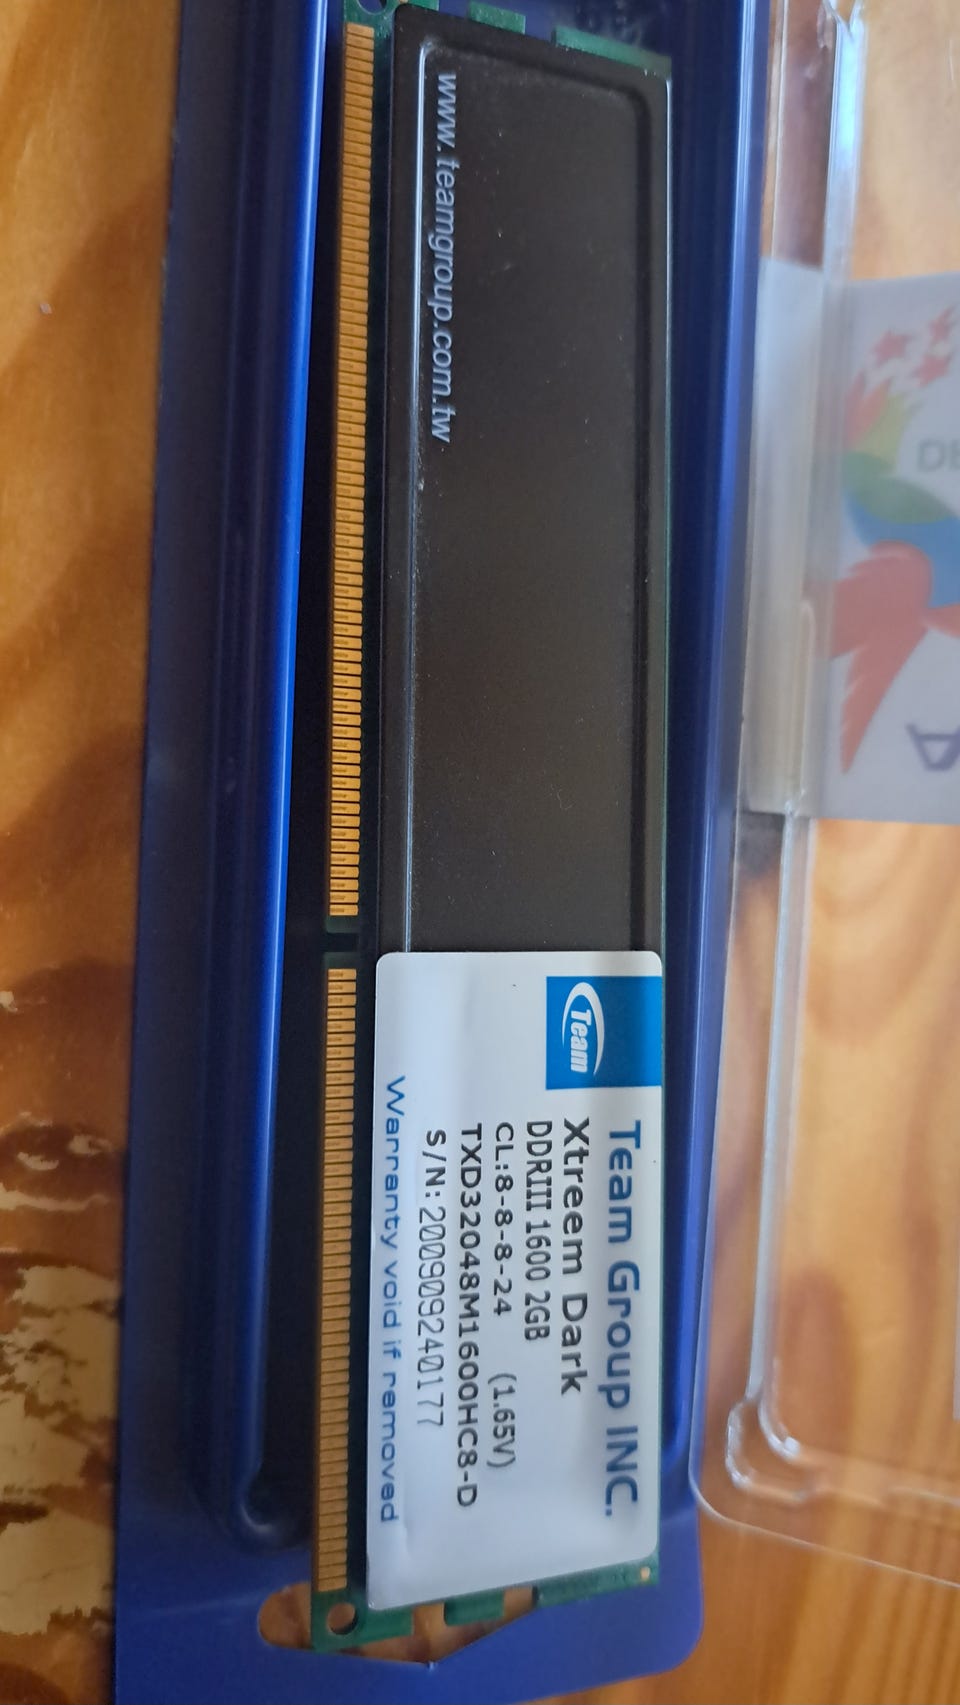 www.teamgroup.com.tw
Team
Team Group INC.
Xtreem Dark
DDRIII 1600 2GB
CL:8-8-8-24 (1.65V)
TXD32048M1600HC8-D
S/N:200909240177
Warranty void if removed